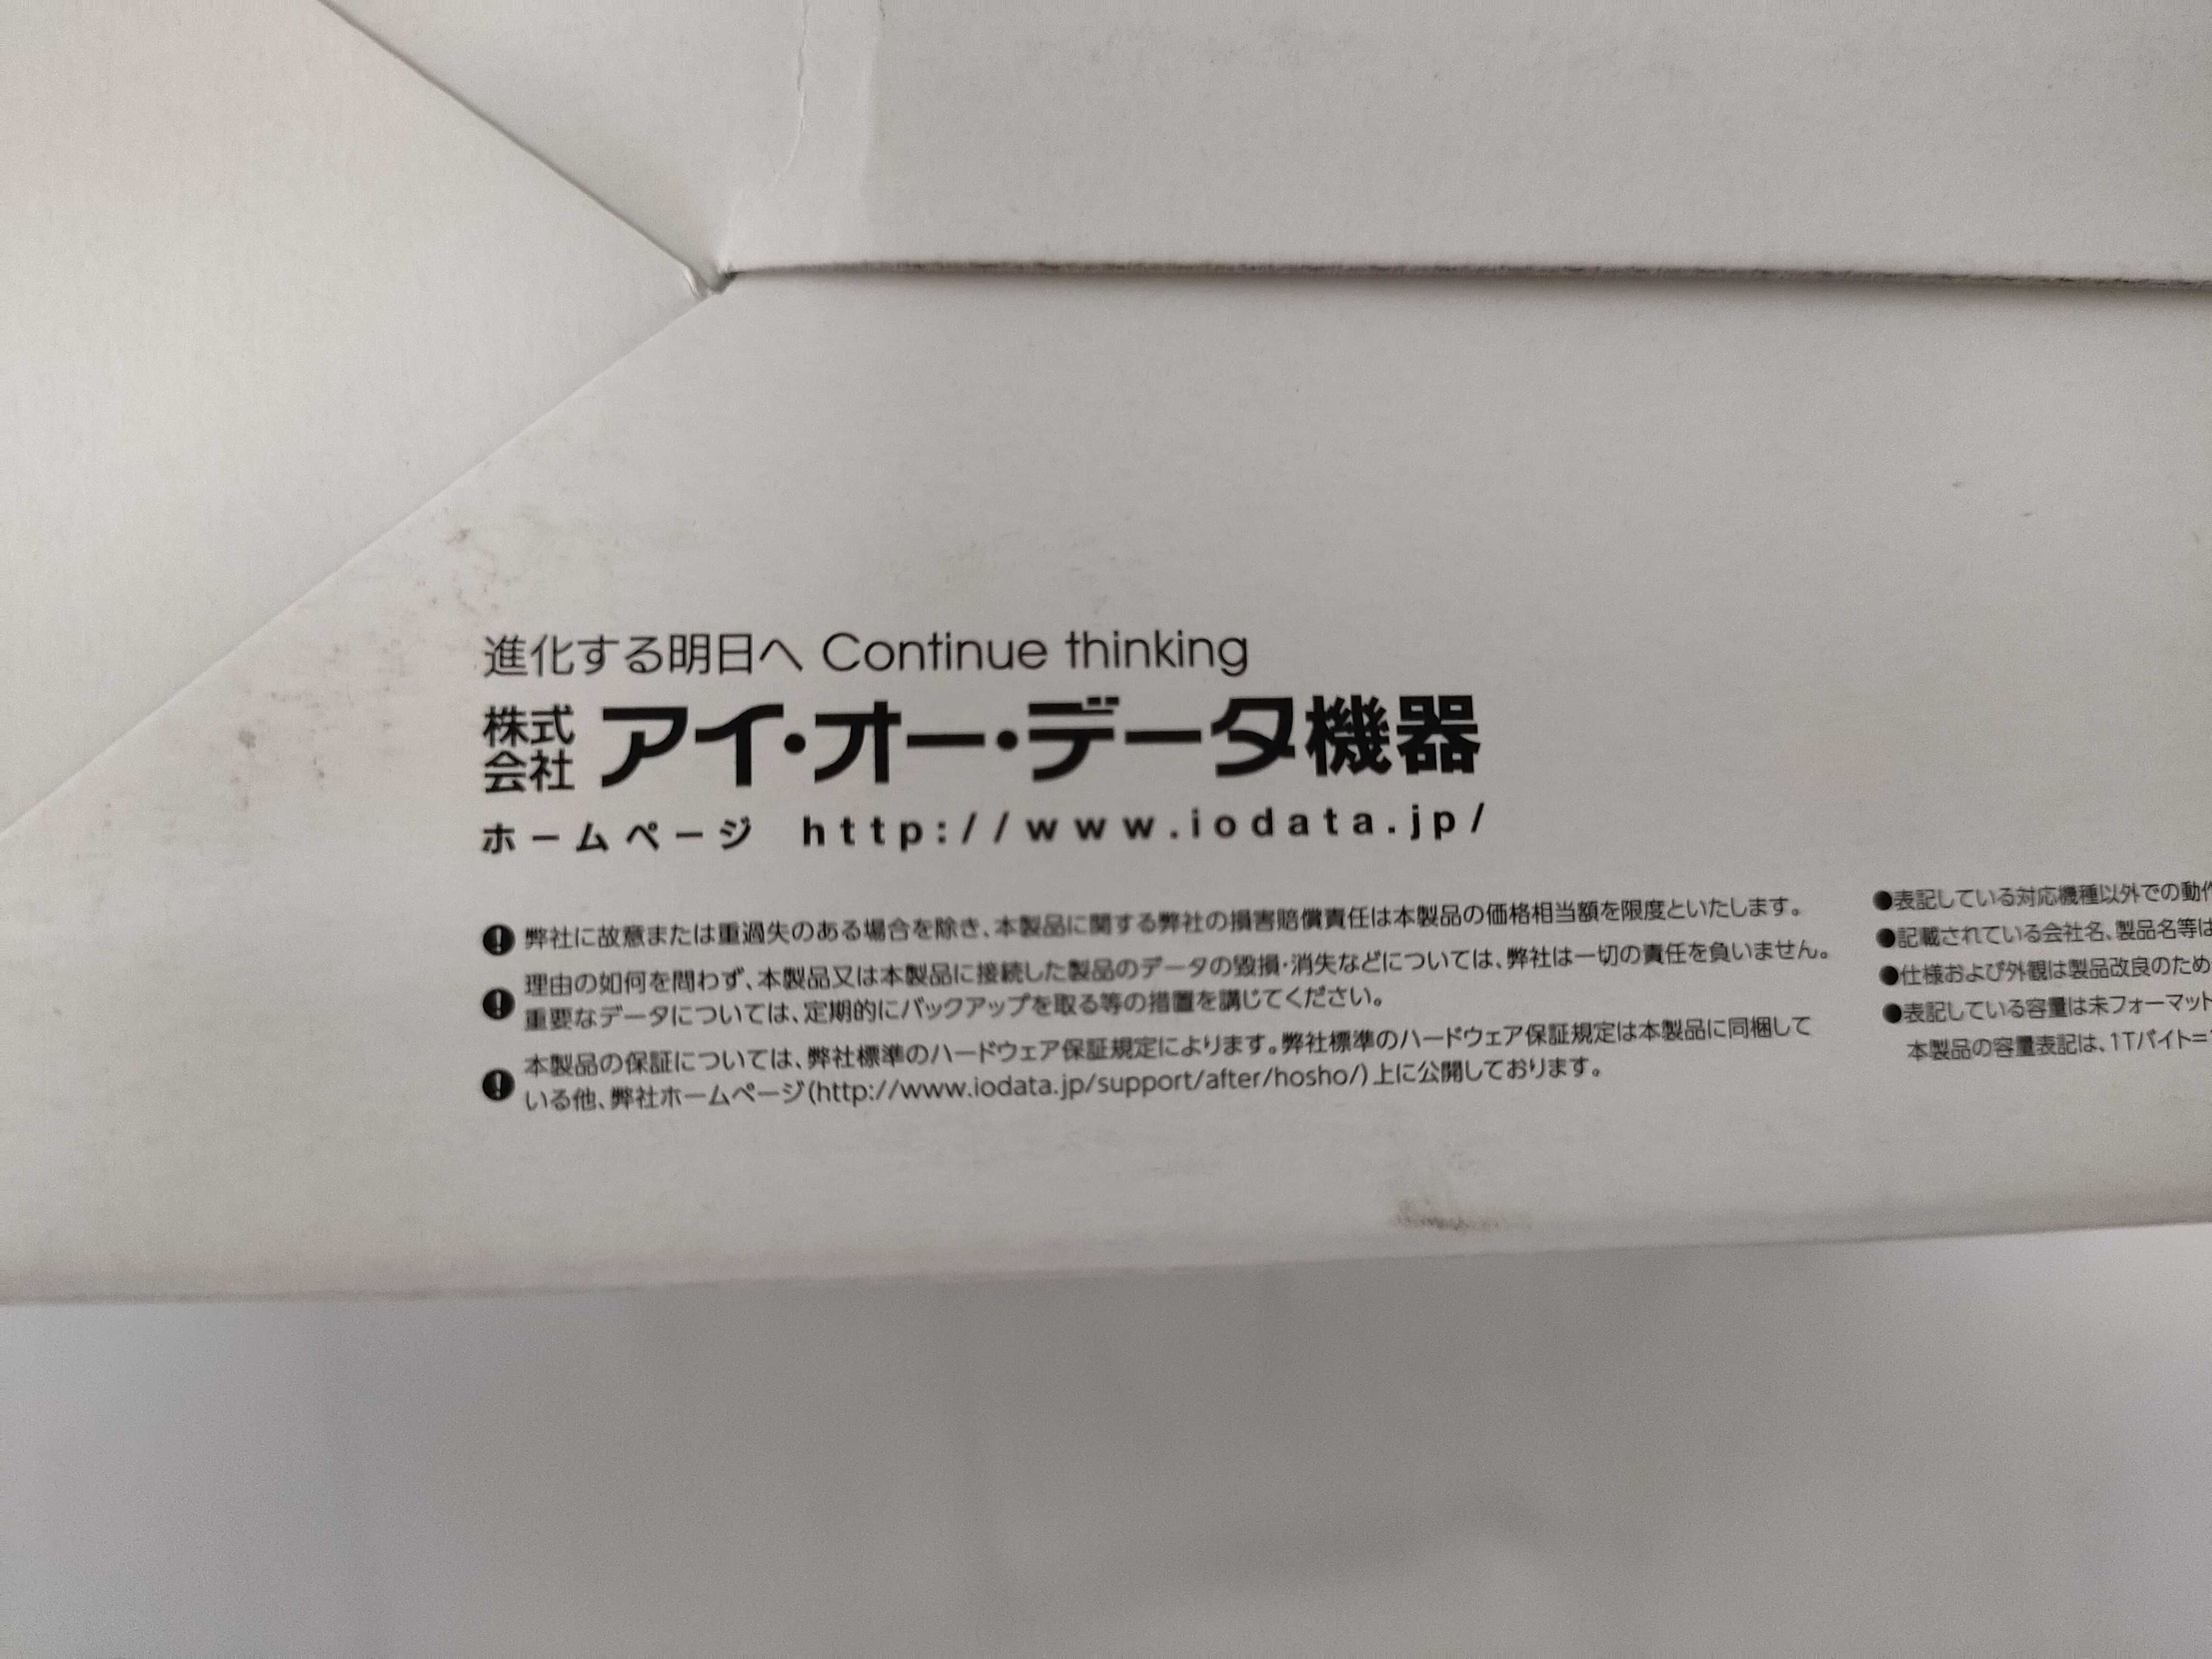 進化する明日へ Continue thinking
株式会社 アイ・オー・データ機器
ホームページ http://www.iodata.jp/
弊社に故意または重過失のある場合を除き、本製品に関する弊社の損害賠償責任は本製品の価格相当額を限度といたします。
理由の如何を問わず、本製品又は本製品に接続した製品のデータの毀損・消失などについては、弊社は一切の責任を負いません。
重要なデータについては、定期的にバックアップを取る等の措置を講じてください。
本製品の保証については、弊社標準のハードウェア保証規定によります。弊社標準のハードウェア保証規定は本製品に同梱して
いる他、弊社ホームページ(http://www.iodata.jp/support/after/hosho/)上に公開しております。
●表記している対応機種以外での動
●記載されている会社名、製品名等は
●仕様および外観は製品改良のため
●表記している容量は未フォーマット
本製品の容量表記は、1Tバイト=